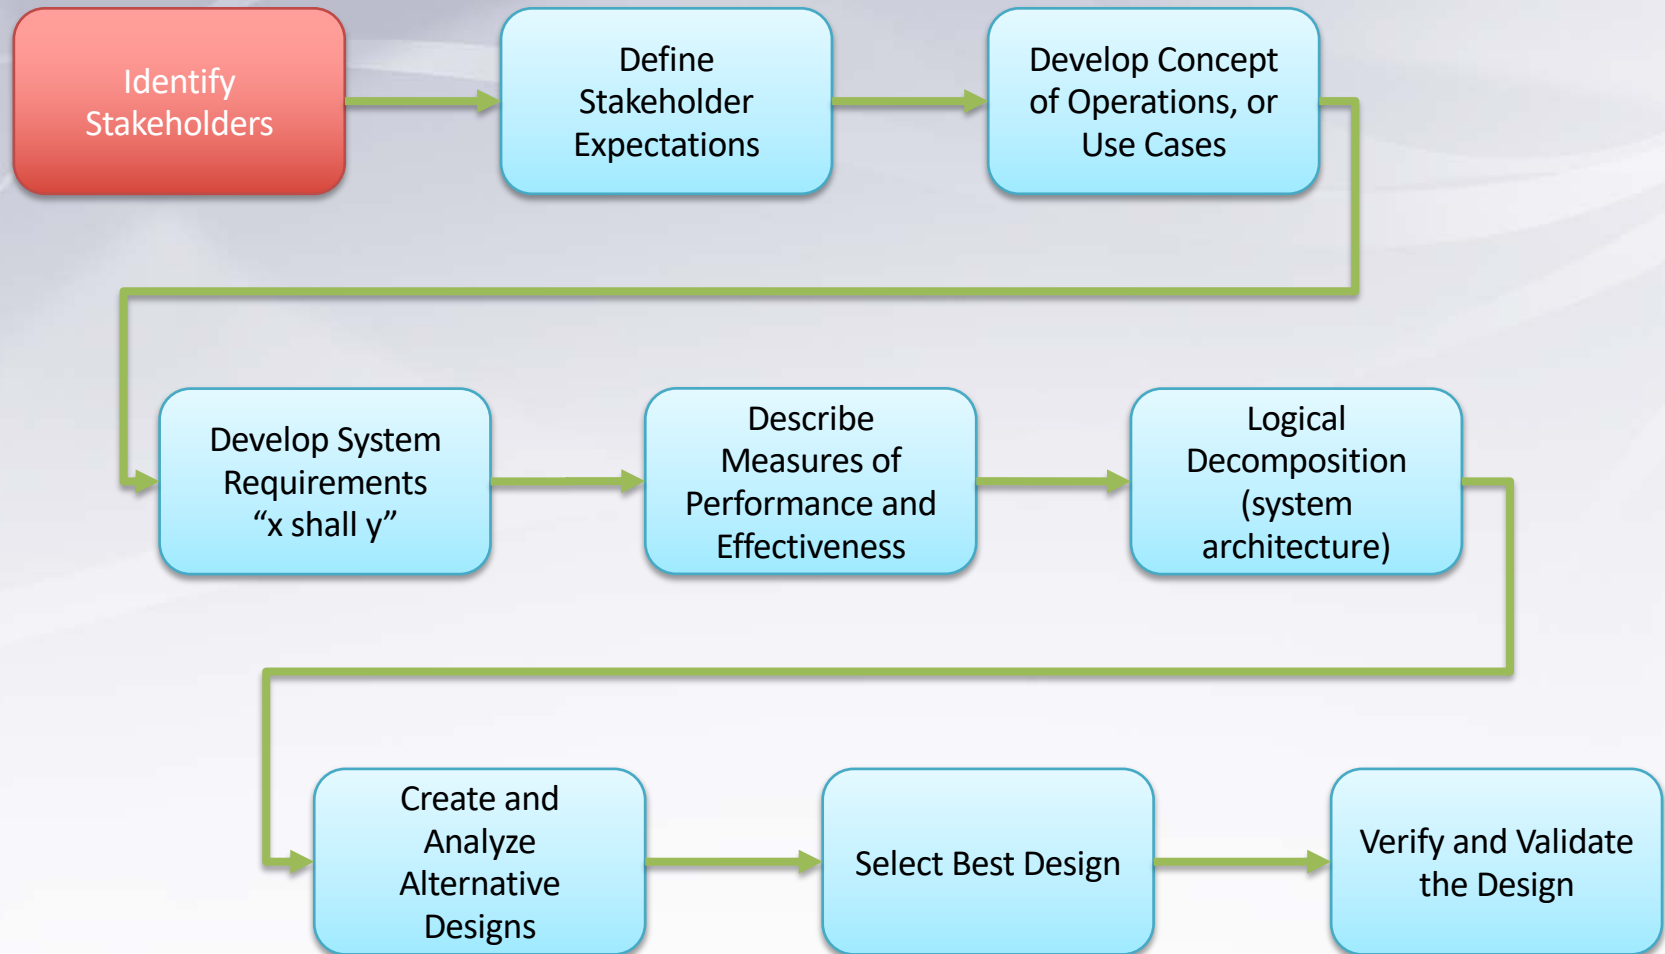 Identify
Stakeholders
Define
Stakeholder
Expectations
Develop Concept
of Operations, or
Use Cases
Develop System
Requirements
“x shall y”
Describe
Measures of
Performance and
Effectiveness
Logical
Decomposition
(system
architecture)
Create and
Analyze
Alternative
Designs
Select Best Design
Verify and Validate
the Design